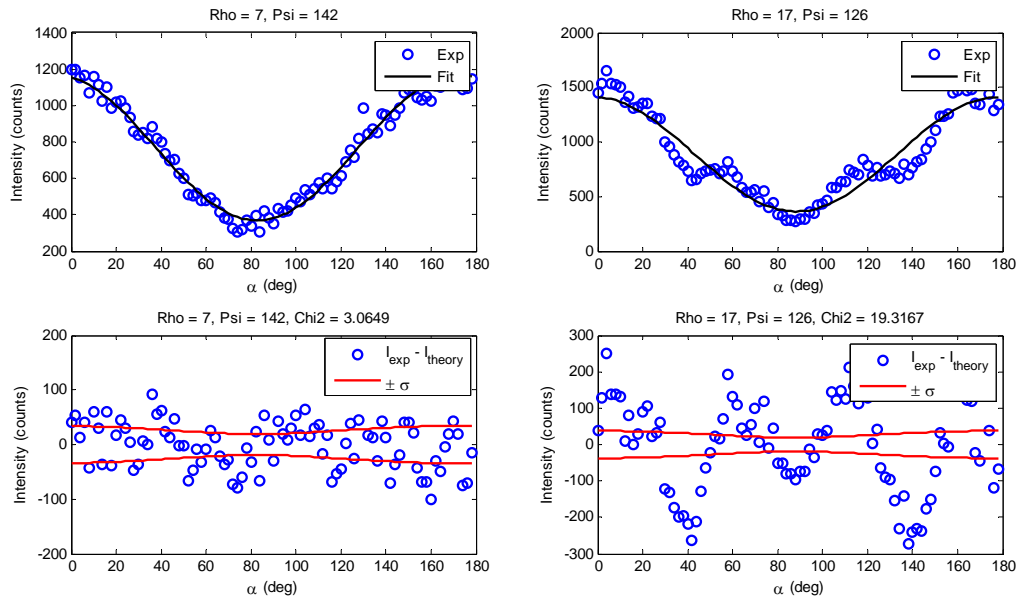 Rho = 7, Psi = 142
1400
1200
1000
800
600
400
200
0 20 40 60 80 100 120 140 160 180
Intensity (counts)
α (deg)
Exp
Fit
Rho = 17, Psi = 126
2000
1500
1000
500
0
0 20 40 60 80 100 120 140 160 180
Intensity (counts)
α (deg)
Exp
Fit
Rho = 7, Psi = 142, Chi2 = 3.0649
200
100
0
-100
-200
0 20 40 60 80 100 120 140 160 180
Intensity (counts)
α (deg)
I_exp - I_theory
± σ
Rho = 17, Psi = 126, Chi2 = 19.3167
300
200
100
0
-100
-200
-300
0 20 40 60 80 100 120 140 160 180
Intensity (counts)
α (deg)
I_exp - I_theory
± σ